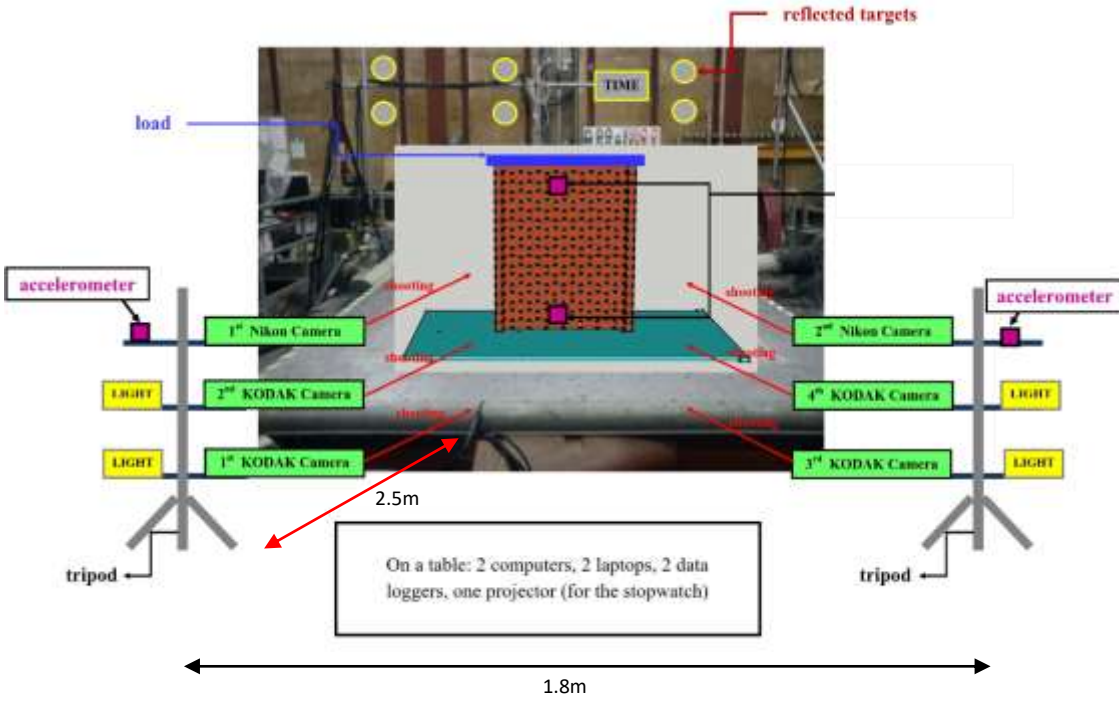 reflected targets
TIME
load
accelerometer
accelerometer
shooting
shooting
1st Nikon Camera
2nd Nikon Camera
shooting
shooting
LIGHT
2nd KODAK Camera
4th KODAK Camera
LIGHT
shooting
shooting
LIGHT
1st KODAK Camera
3rd KODAK Camera
LIGHT
2.5m
tripod
tripod
On a table: 2 computers, 2 laptops, 2 data
loggers, one projector (for the stopwatch)
1.8m